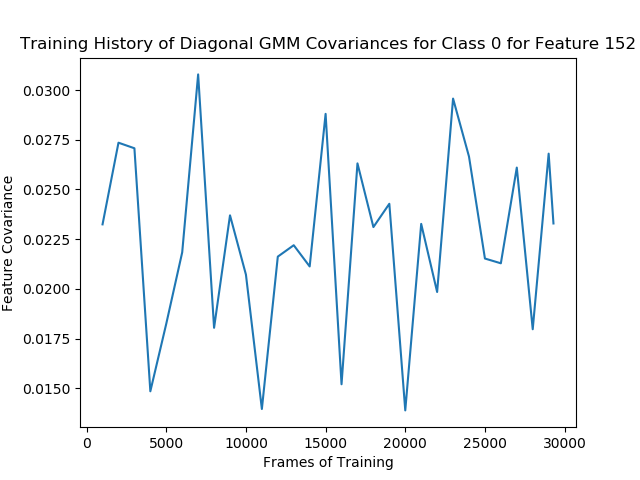 Training History of Diagonal GMM Covariances for Class 0 for Feature 152
0.0300
0.0275
0.0250
0.0225
0.0200
0.0175
0.0150
Feature Covariance
0 5000 10000 15000 20000 25000 30000
Frames of Training